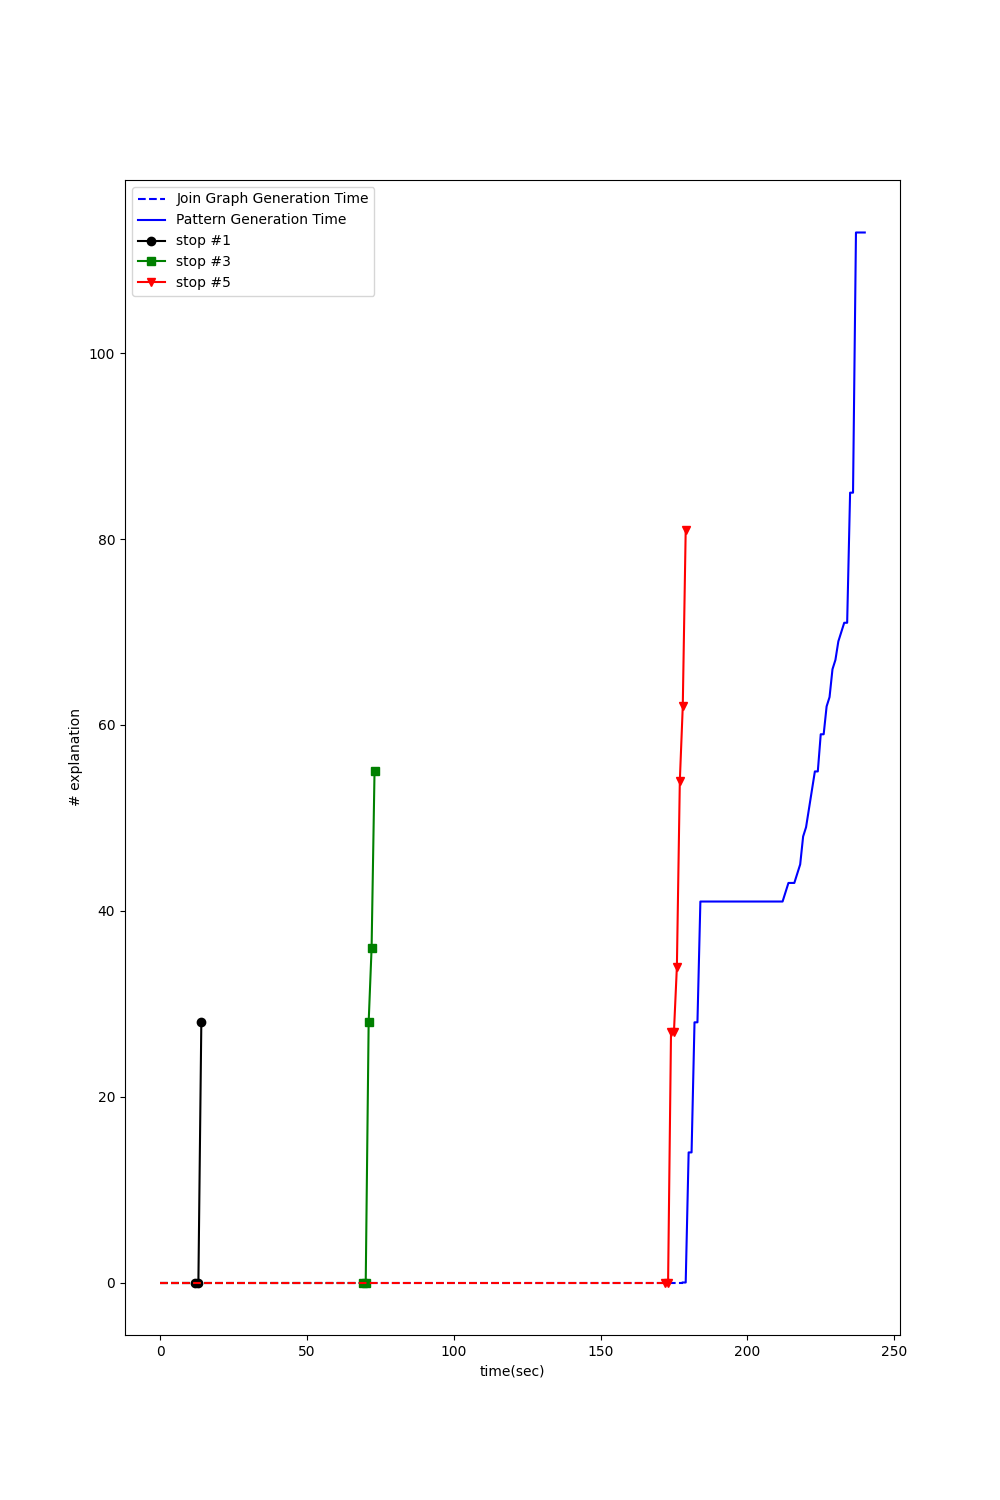 Join Graph Generation Time
Pattern Generation Time
stop #1
stop #3
stop #5
100
80
60
40
20
0
# explanation
0 50 100 150 200 250
time(sec)